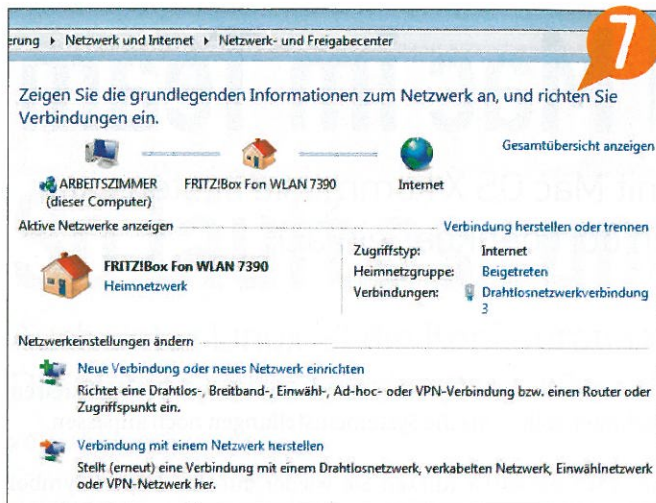 erung ▸ Netzwerk und Internet ▸ Netzwerk- und Freigabecenter
7
Zeigen Sie die grundlegenden Informationen zum Netzwerk an, und richten Sie
Verbindungen ein.
Gesamtübersicht anzeigen
ARBEITSZIMMER
(dieser Computer)
FRITZ!Box Fon WLAN 7390
Internet
Aktive Netzwerke anzeigen
Verbindung herstellen oder trennen
FRITZ!Box Fon WLAN 7390
Heimnetzwerk
Zugriffstyp: Internet
Heimnetzgruppe: Beigetreten
Verbindungen: Drahtlosnetzwerkverbindung
3
Netzwerkeinstellungen ändern
Neue Verbindung oder neues Netzwerk einrichten
Richtet eine Drahtlos-, Breitband-, Einwähl-, Ad-hoc- oder VPN-Verbindung bzw. einen Router oder
Zugriffspunkt ein.
Verbindung mit einem Netzwerk herstellen
Stellt (erneut) eine Verbindung mit einem Drahtlosnetzwerk, verkabelten Netzwerk, Einwählnetzwerk
oder VPN-Netzwerk her.